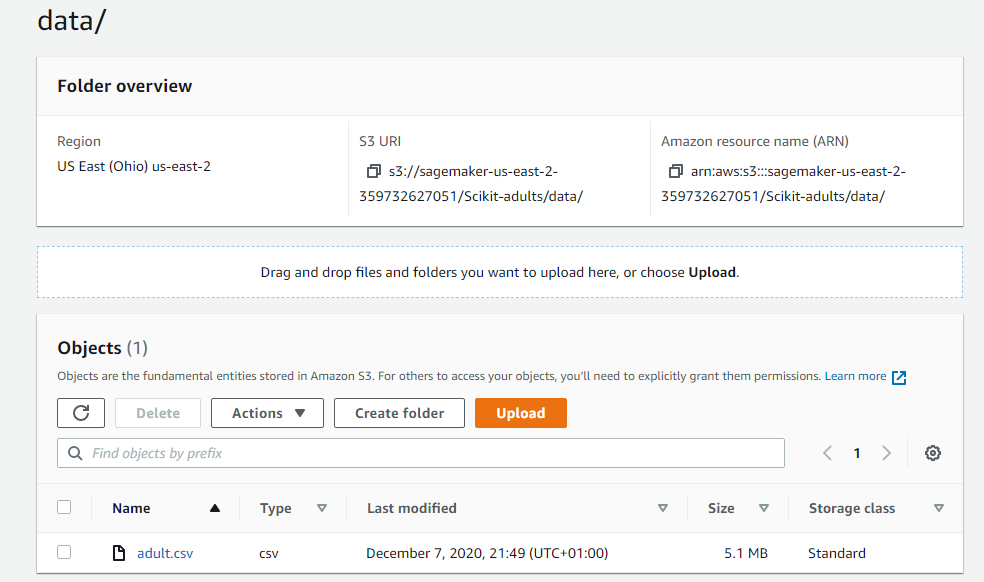 data/
Folder overview
Region
US East (Ohio) us-east-2
S3 URI
s3://sagemaker-us-east-2-
359732627051/Scikit-adults/data/
Amazon resource name (ARN)
arn:aws:s3:::sagemaker-us-east-2-
359732627051/Scikit-adults/data/
Drag and drop files and folders you want to upload here, or choose Upload.
Objects (1)
Objects are the fundamental entities stored in Amazon S3. For others to access your objects, you'll need to explicitly grant them permissions. Learn more
Delete Actions Create folder Upload
Find objects by prefix 1
Name Type Last modified Size Storage class
adult.csv csv December 7, 2020, 21:49 (UTC+01:00) 5.1 MB Standard